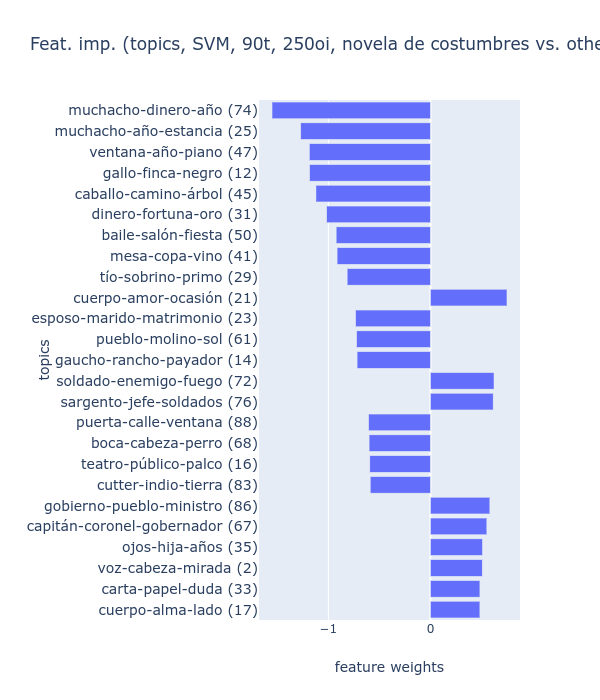 Feat. imp. (topics, SVM, 90t, 250oi, novela de costumbres vs. othe
muchacho-dinero-año (74)
muchacho-año-estancia (25)
ventana-año-piano (47)
gallo-finca-negro (12)
caballo-camino-árbol (45)
dinero-fortuna-oro (31)
baile-salón-fiesta (50)
mesa-copa-vino (41)
tío-sobrino-primo (29)
cuerpo-amor-ocasión (21)
esposo-marido-matrimonio (23)
pueblo-molino-sol (61)
gaucho-rancho-payador (14)
soldado-enemigo-fuego (72)
sargento-jefe-soldados (76)
puerta-calle-ventana (88)
boca-cabeza-perro (68)
teatro-público-palco (16)
cutter-indio-tierra (83)
gobierno-pueblo-ministro (86)
capitán-coronel-gobernador (67)
ojos-hija-años (35)
voz-cabeza-mirada (2)
carta-papel-duda (33)
cuerpo-alma-lado (17)
topics
−1 0
feature weights